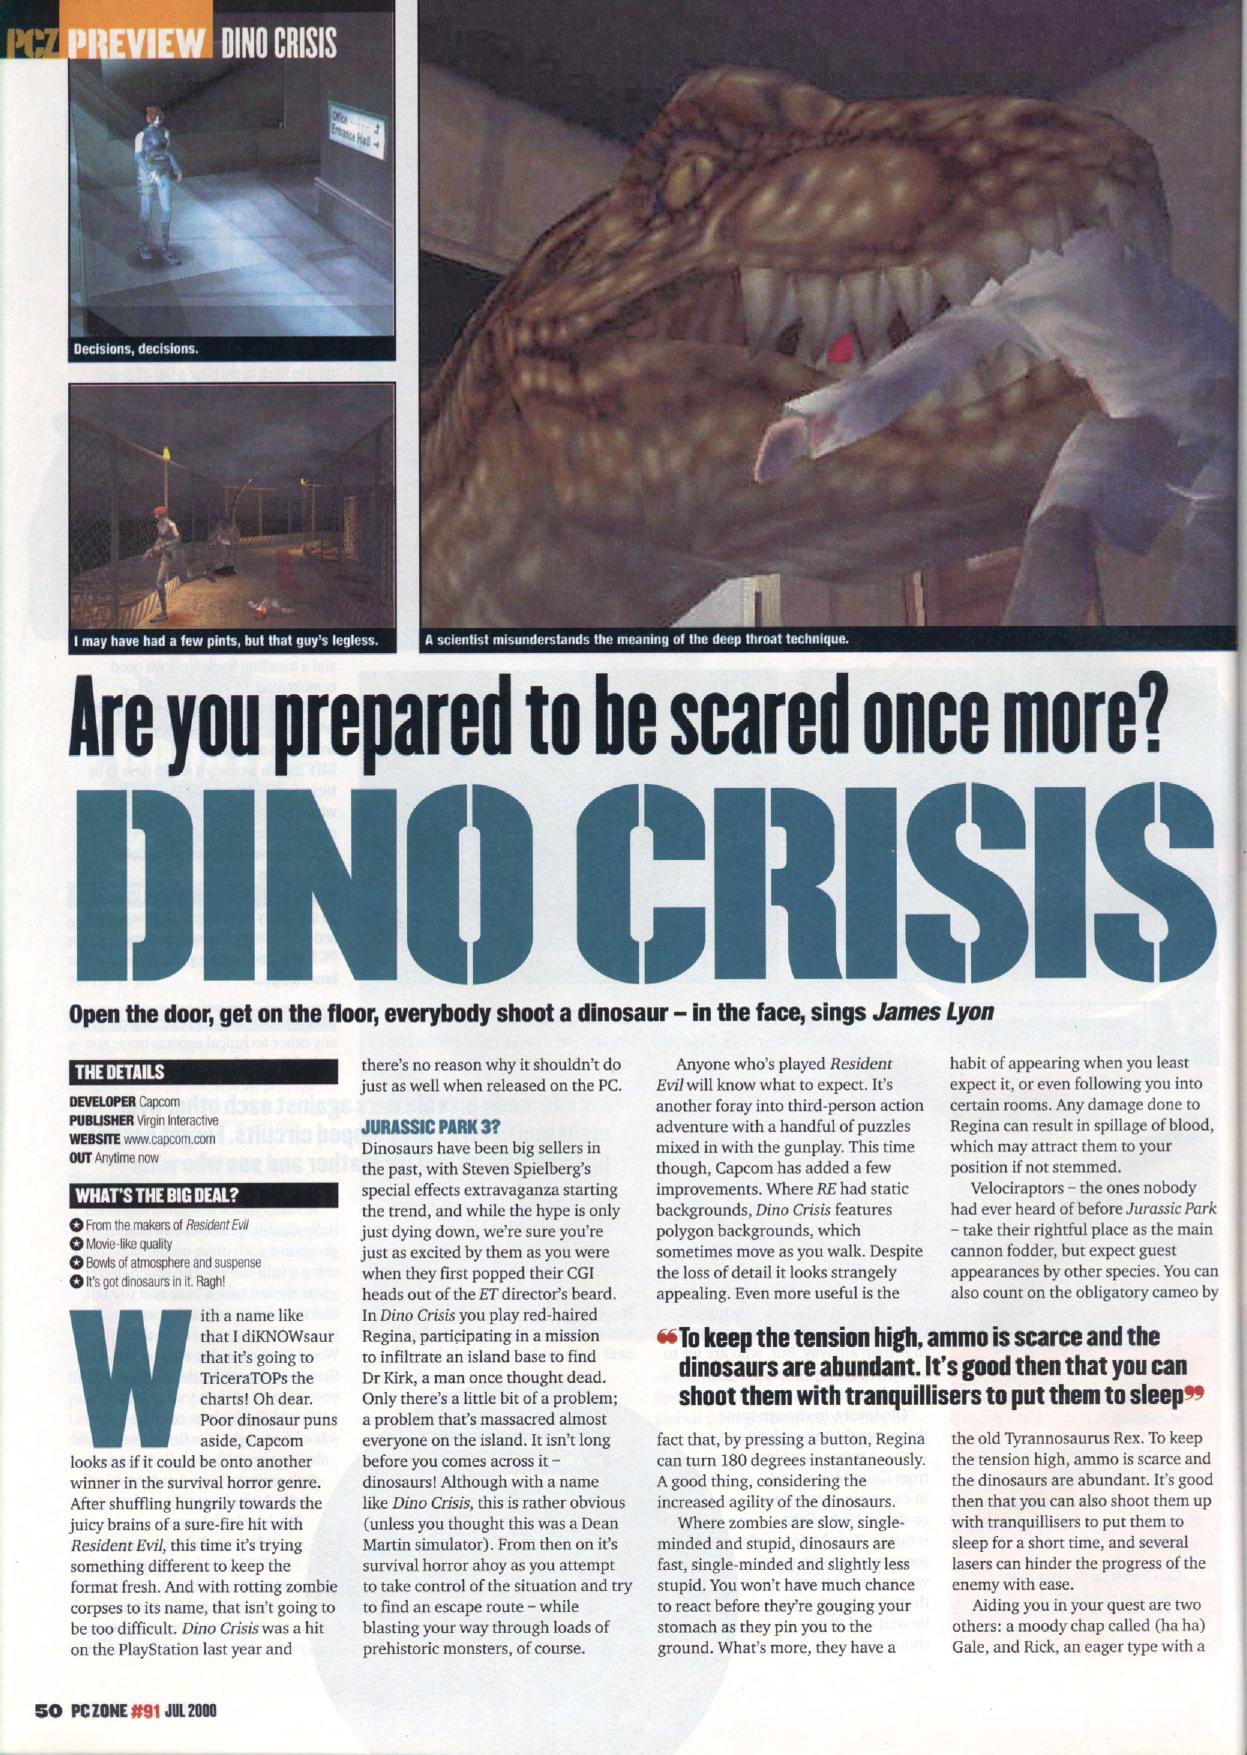 PCZ PREVIEW DINO CRISIS
Office ..... 
Entrance Hall
Decisions, decisions.
I may have had a few pints, but that guy's legless.
A scientist misunderstands the meaning of the deep throat technique.
Are you prepared to be scared once more?
DINO CRISIS
Open the door, get on the floor, everybody shoot a dinosaur – in the face, sings James Lyon
THE DETAILS
DEVELOPER Capcom
PUBLISHER Virgin Interactive
WEBSITE www.capcom.com
OUT Anytime now
WHAT'S THE BIG DEAL?
From the makers of Resident Evil
Movie-like quality
Bowls of atmosphere and suspense
It's got dinosaurs in it. Ragh!
With a name like
that I diKNOWsaur
that it's going to
TriceraTOPs the
charts! Oh dear.
Poor dinosaur puns
aside, Capcom
looks as if it could be onto another
winner in the survival horror genre.
After shuffling hungrily towards the
juicy brains of a sure-fire hit with
Resident Evil, this time it's trying
something different to keep the
format fresh. And with rotting zombie
corpses to its name, that isn't going to
be too difficult. Dino Crisis was a hit
on the PlayStation last year and
there's no reason why it shouldn't do
just as well when released on the PC.
JURASSIC PARK 3?
Dinosaurs have been big sellers in
the past, with Steven Spielberg's
special effects extravaganza starting
the trend, and while the hype is only
just dying down, we're sure you're
just as excited by them as you were
when they first popped their CGI
heads out of the ET director's beard.
In Dino Crisis you play red-haired
Regina, participating in a mission
to infiltrate an island base to find
Dr Kirk, a man once thought dead.
Only there's a little bit of a problem;
a problem that's massacred almost
everyone on the island. It isn't long
before you comes across it –
dinosaurs! Although with a name
like Dino Crisis, this is rather obvious
(unless you thought this was a Dean
Martin simulator). From then on it's
survival horror ahoy as you attempt
to take control of the situation and try
to find an escape route – while
blasting your way through loads of
prehistoric monsters, of course.
Anyone who's played Resident
Evil will know what to expect. It's
another foray into third-person action
adventure with a handful of puzzles
mixed in with the gunplay. This time
though, Capcom has added a few
improvements. Where RE had static
backgrounds, Dino Crisis features
polygon backgrounds, which
sometimes move as you walk. Despite
the loss of detail it looks strangely
appealing. Even more useful is the
fact that, by pressing a button, Regina
can turn 180 degrees instantaneously.
A good thing, considering the
increased agility of the dinosaurs.
Where zombies are slow, single-
minded and stupid, dinosaurs are
fast, single-minded and slightly less
stupid. You won't have much chance
to react before they're gouging your
stomach as they pin you to the
ground. What's more, they have a
habit of appearing when you least
expect it, or even following you into
certain rooms. Any damage done to
Regina can result in spillage of blood,
which may attract them to your
position if not stemmed.
Velociraptors – the ones nobody
had ever heard of before Jurassic Park
– take their rightful place as the main
cannon fodder, but expect guest
appearances by other species. You can
also count on the obligatory cameo by
“To keep the tension high, ammo is scarce and the
dinosaurs are abundant. It's good then that you can
shoot them with tranquillisers to put them to sleep”
the old Tyrannosaurus Rex. To keep
the tension high, ammo is scarce and
the dinosaurs are abundant. It's good
then that you can also shoot them up
with tranquillisers to put them to
sleep for a short time, and several
lasers can hinder the progress of the
enemy with ease.
Aiding you in your quest are two
others: a moody chap called (ha ha)
Gale, and Rick, an eager type with a
50 PC ZONE #91 JUL 2000